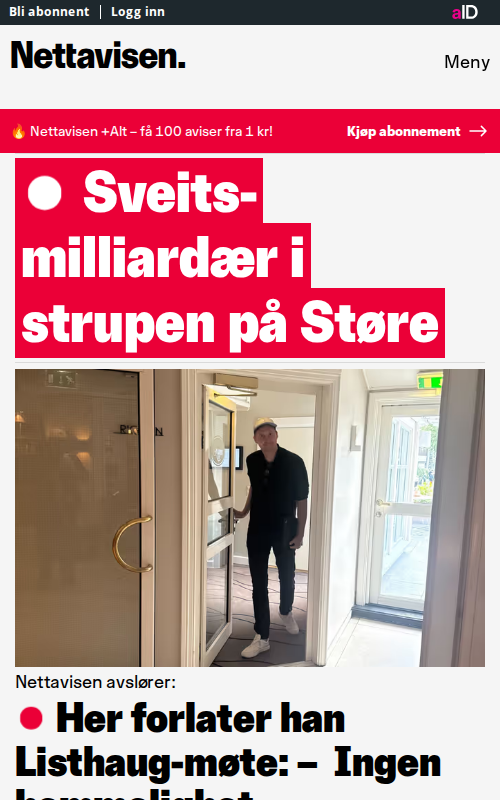 Bli abonnent Logg inn aID
Nettavisen.
Meny
Nettavisen +Alt – få 100 aviser fra 1 kr! Kjøp abonnement
Sveits-
milliardær i
strupen på Støre
Nettavisen avslører:
Her forlater han
Listhaug-møte: – Ingen